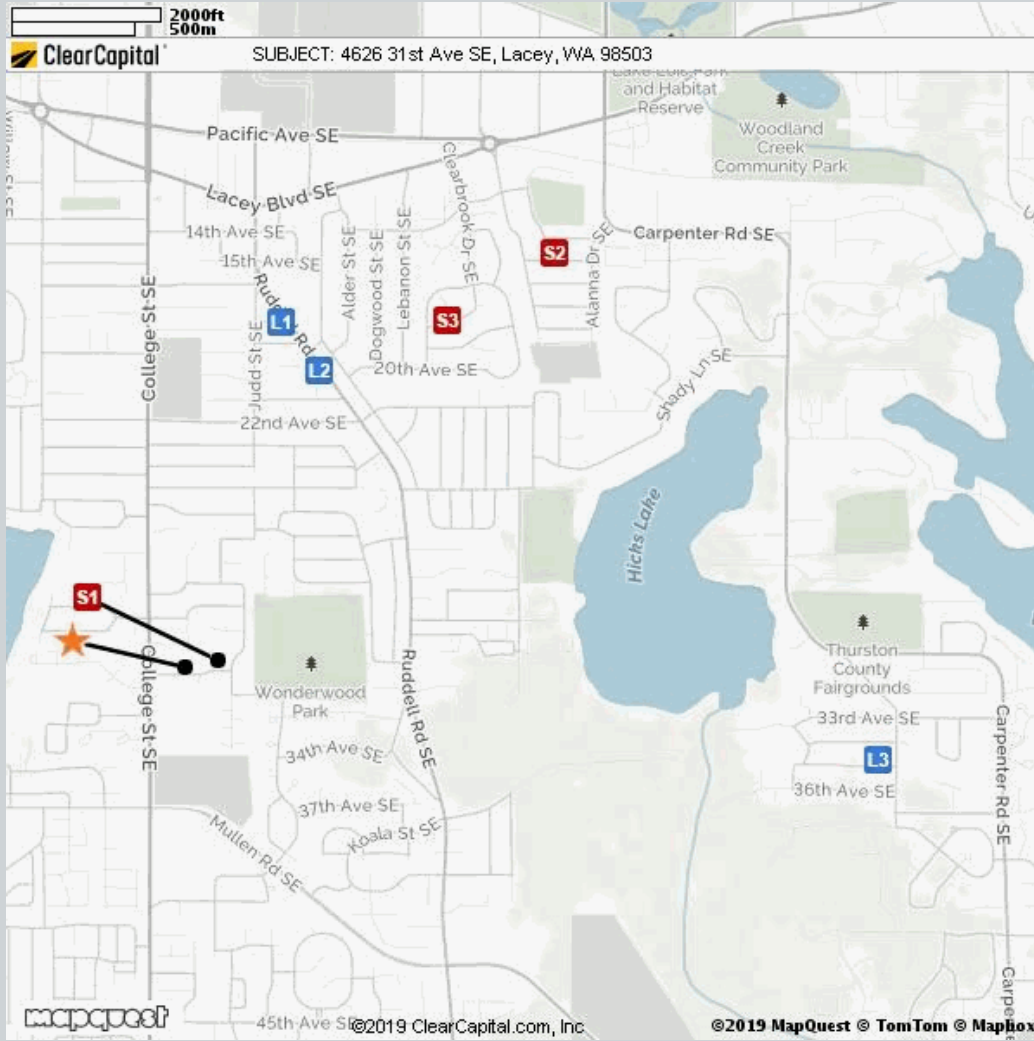 2000ft
500m
ClearCapital
SUBJECT: 4626 31st Ave SE, Lacey, WA 98503
Lake Lois Park
and Habitat
Reserve
Woodland
Creek
Community Park
Pacific Ave SE
Lacey Blvd SE
Clearbrook Dr SE
14th Ave SE
15th Ave SE
Carpenter Rd SE
S2
Alanna Dr SE
Alder St SE
Dogwood St SE
Lebanon St SE
College St SE
Ruddell Rd
L1
S3
Judd St SE
L2
20th Ave SE
Shady Ln SE
22nd Ave SE
Hicks Lake
S1
College St SE
Wonderwood
Park
Ruddell Rd SE
Thurston
County
Fairgrounds
33rd Ave SE
Carpenter Rd SE
34th Ave SE
L3
36th Ave SE
37th Ave SE
Koala St SE
Mullen Rd SE
mapquest
45th Ave SE
©2019 ClearCapital.com, Inc
©2019 MapQuest © TomTom © Mapbox